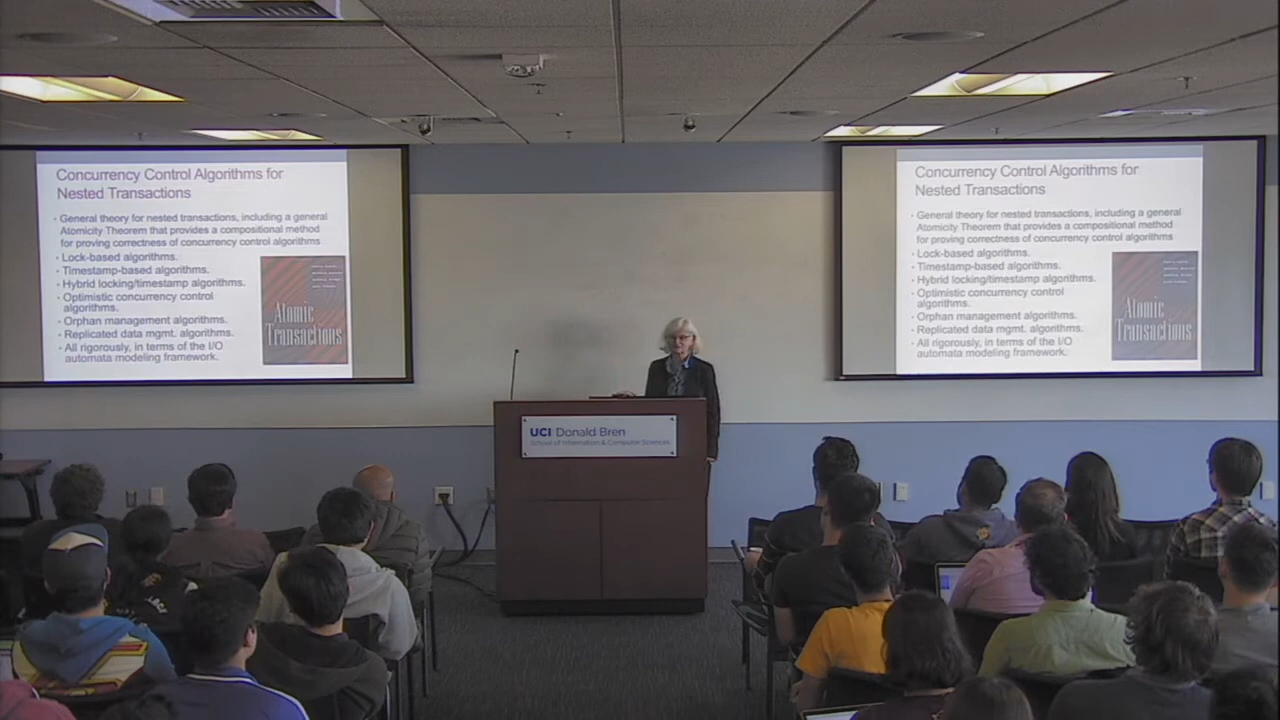 Concurrency Control Algorithms for
Nested Transactions
• General theory for nested transactions, including a general
Atomicity Theorem that provides a compositional method
for proving correctness of concurrency control algorithms
• Lock-based algorithms.
• Timestamp-based algorithms.
• Hybrid locking/timestamp algorithms.
• Optimistic concurrency control
algorithms.
• Orphan management algorithms.
• Replicated data mgmt. algorithms.
• All rigorously, in terms of the I/O
automata modeling framework.
Atomic
Transactions
UCI Donald Bren
School of Information & Computer Sciences
Concurrency Control Algorithms for
Nested Transactions
• General theory for nested transactions, including a general
Atomicity Theorem that provides a compositional method
for proving correctness of concurrency control algorithms
• Lock-based algorithms.
• Timestamp-based algorithms.
• Hybrid locking/timestamp algorithms.
• Optimistic concurrency control
algorithms.
• Orphan management algorithms.
• Replicated data mgmt. algorithms.
• All rigorously, in terms of the I/O
automata modeling framework.
Atomic
Transactions